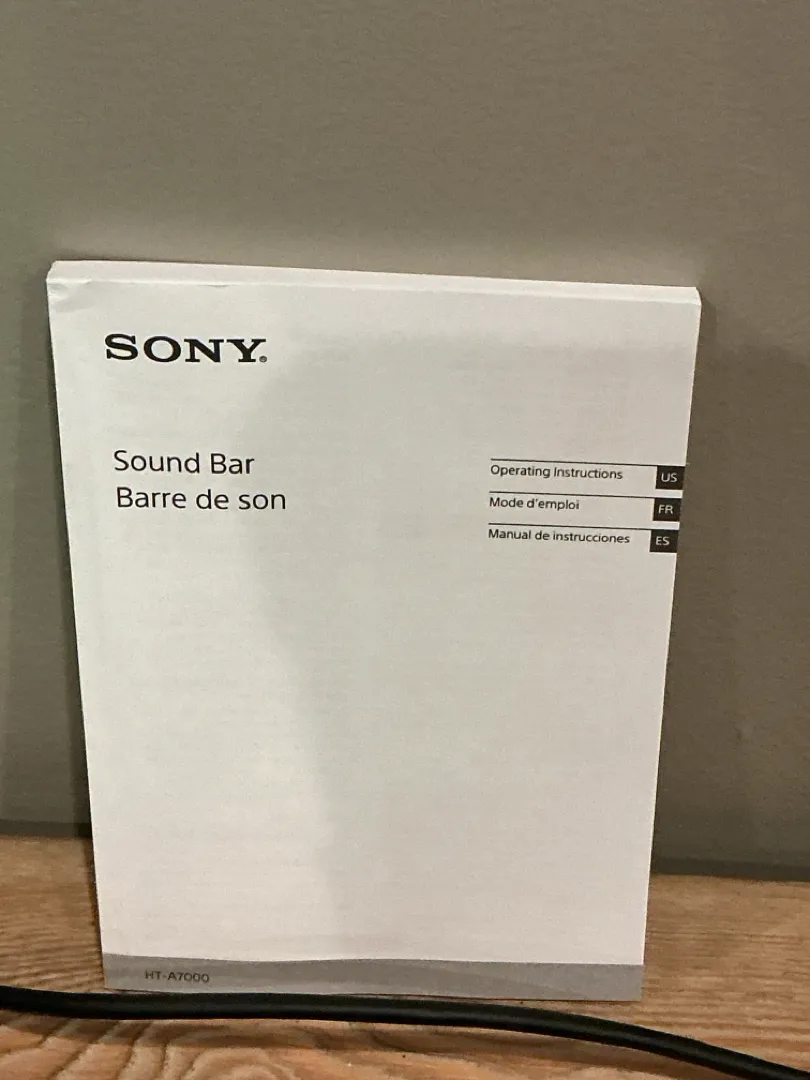 SONY®
Sound Bar
Barre de son
Operating Instructions US
Mode d'emploi FR
Manual de instrucciones ES
HT-A7000